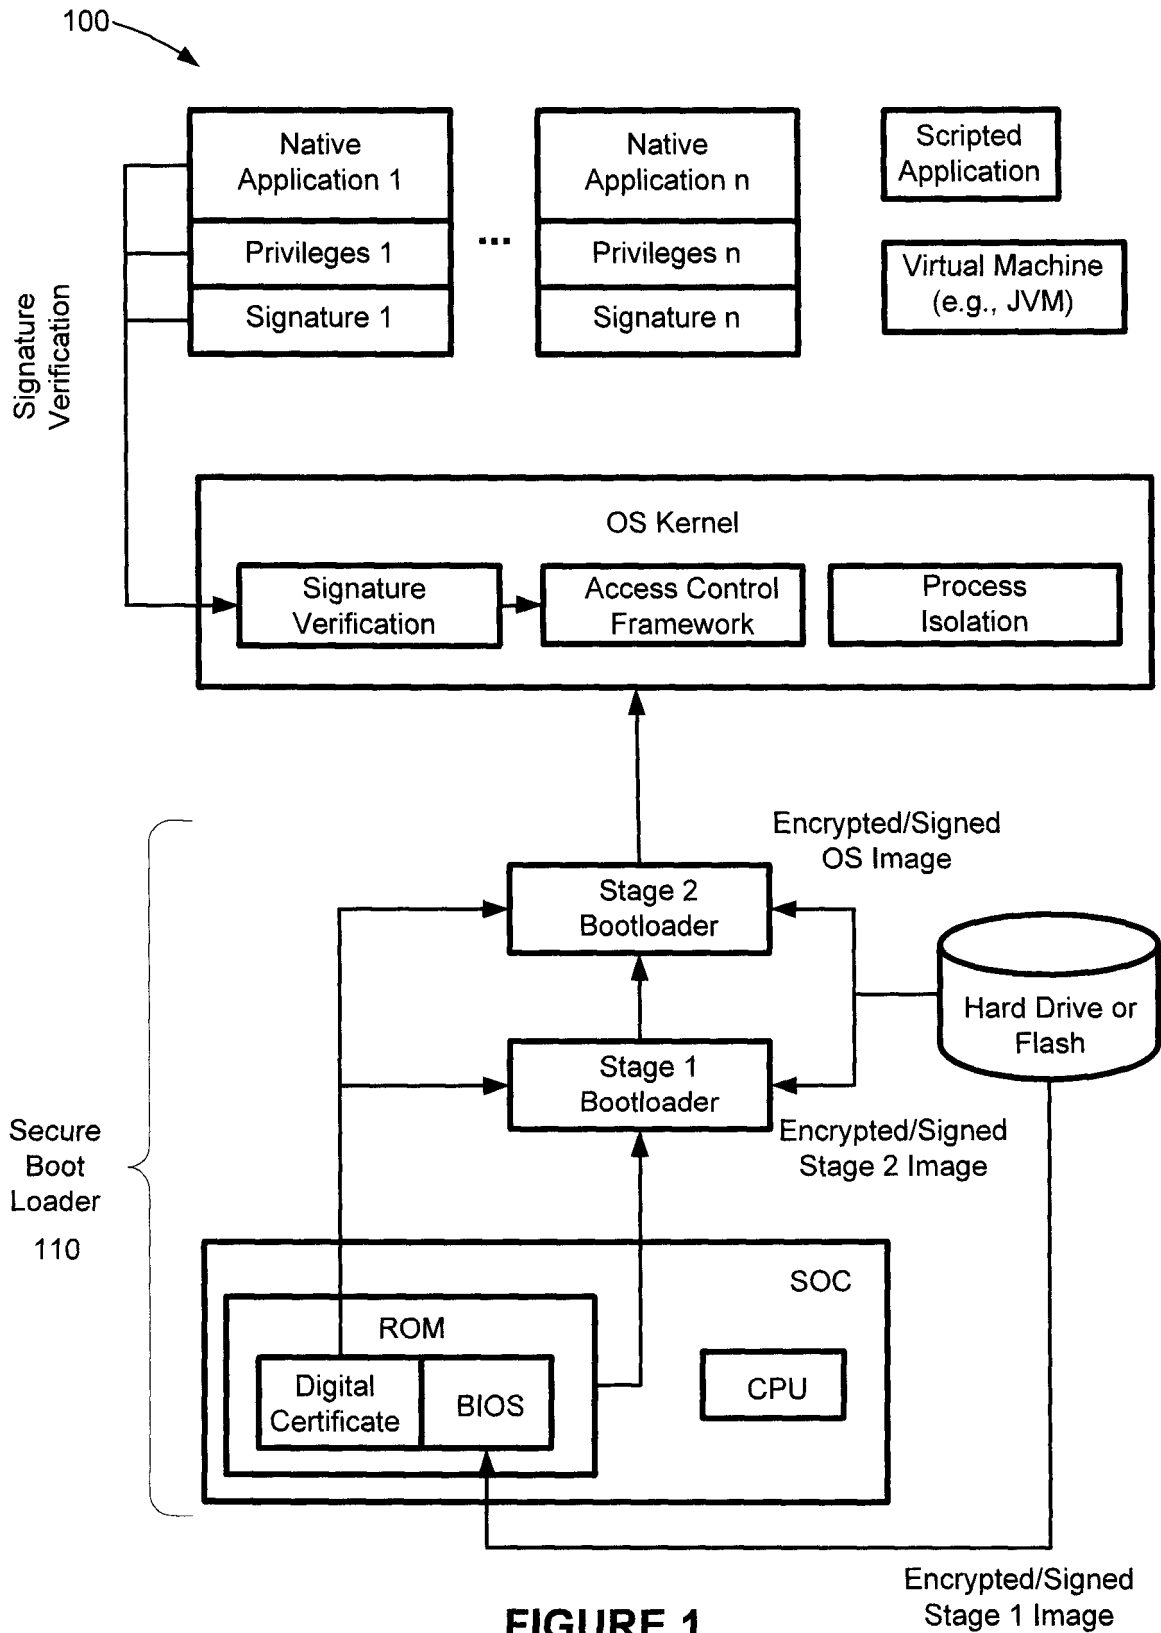 100
Native
Application 1
Privileges 1
Signature 1
...
Native
Application n
Privileges n
Signature n
Scripted
Application
Virtual Machine
(e.g., JVM)
Signature
Verification
OS Kernel
Signature
Verification
Access Control
Framework
Process
Isolation
Encrypted/Signed
OS Image
Stage 2
Bootloader
Hard Drive or
Flash
Stage 1
Bootloader
Encrypted/Signed
Stage 2 Image
Secure
Boot
Loader
110
SOC
ROM
Digital
Certificate
BIOS
CPU
Encrypted/Signed
Stage 1 Image
FIGURE 1